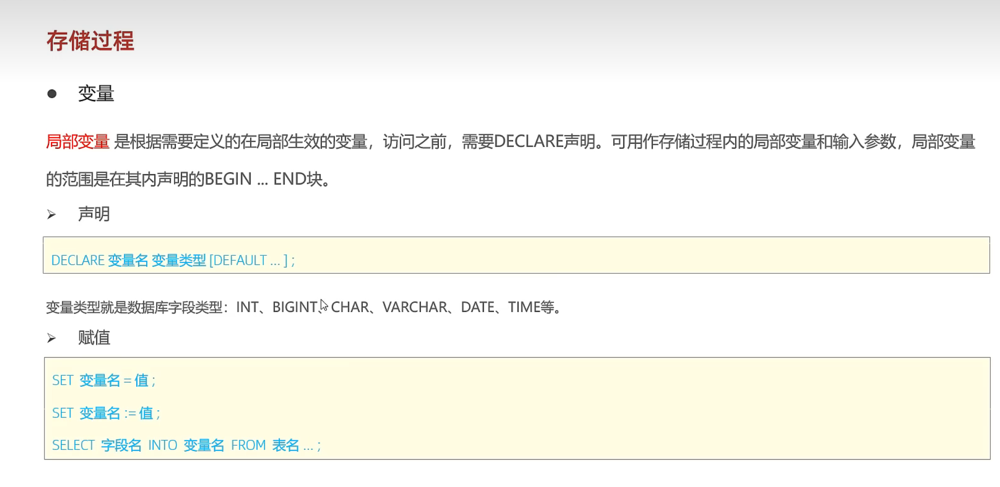 存储过程
变量
局部变量 是根据需要定义的在局部生效的变量，访问之前，需要DECLARE声明。可用作存储过程内的局部变量和输入参数，局部变量
的范围是在其内声明的BEGIN ... END块。
声明
DECLARE 变量名 变量类型 [DEFAULT ... ] ;
变量类型就是数据库字段类型：INT、BIGINT、CHAR、VARCHAR、DATE、TIME等。
赋值
SET 变量名 = 值 ;
SET 变量名 := 值 ;
SELECT 字段名 INTO 变量名 FROM 表名 ... ;